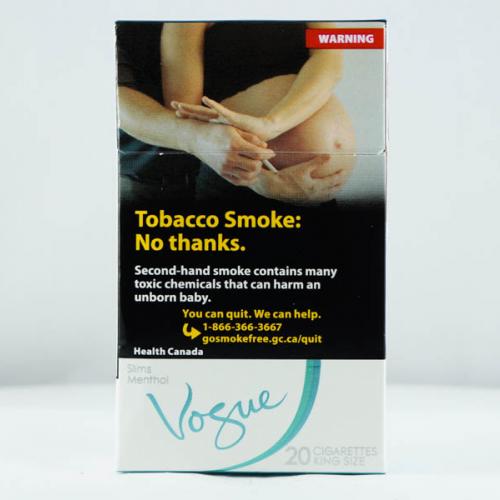 WARNING
Tobacco Smoke:
No thanks.
Second-hand smoke contains many
toxic chemicals that can harm an
unborn baby.
You can quit. We can help.
1-866-366-3667
gosmokefree.gc.ca/quit
Health Canada
Slims
Menthol
Vogue
20 CIGARETTES
KING SIZE